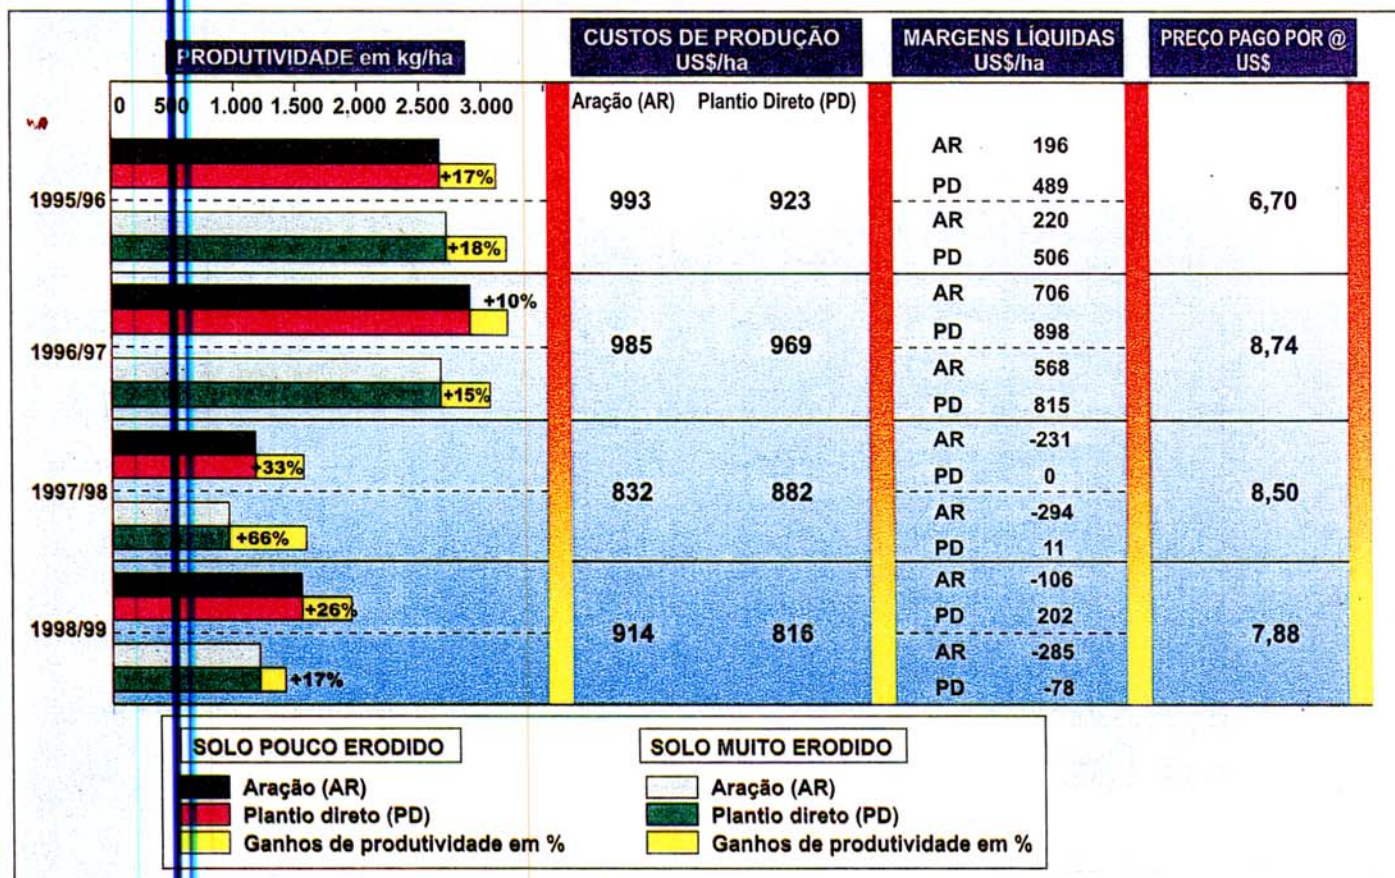 PRODUTIVIDADE em kg/ha
CUSTOS DE PRODUÇÃO
US$/ha
MARGENS LÍQUIDAS
US$/ha
PREÇO PAGO POR @
US$
0 500 1.000 1.500 2.000 2.500 3.000
Aração (AR) Plantio Direto (PD)
1995/96
+17%
+18%
993 923
AR 196
PD 489
AR 220
PD 506
6,70
1996/97
+10%
+15%
985 969
AR 706
PD 898
AR 568
PD 815
8,74
1997/98
+33%
+66%
832 882
AR -231
PD 0
AR -294
PD 11
8,50
1998/99
+26%
+17%
914 816
AR -106
PD 202
AR -285
PD -78
7,88
SOLO POUCO ERODIDO
Aração (AR)
Plantio direto (PD)
Ganhos de produtividade em %
SOLO MUITO ERODIDO
Aração (AR)
Plantio direto (PD)
Ganhos de produtividade em %